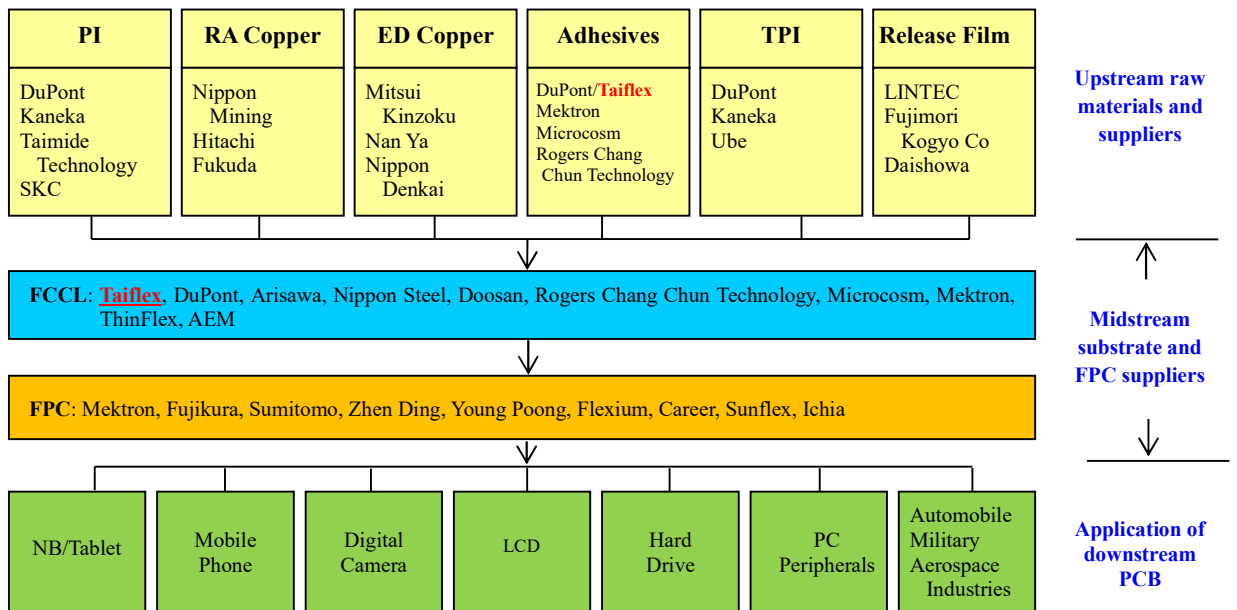 PI
DuPont
Kaneka
Taimide
Technology
SKC
RA Copper
Nippon
Mining
Hitachi
Fukuda
ED Copper
Mitsui
Kinzoku
Nan Ya
Nippon
Denkai
Adhesives
DuPont/Taiflex
Mektron
Microcosm
Rogers Chang
Chun Technology
TPI
DuPont
Kaneka
Ube
Release Film
LINTEC
Fujimori
Kogyo Co
Daishowa
Upstream raw
materials and
suppliers
FCCL: Taiflex, DuPont, Arisawa, Nippon Steel, Doosan, Rogers Chang Chun Technology, Microcosm, Mektron,
ThinFlex, AEM
FPC: Mektron, Fujikura, Sumitomo, Zhen Ding, Young Poong, Flexium, Career, Sunflex, Ichia
Midstream
substrate and
FPC suppliers
NB/Tablet
Mobile
Phone
Digital
Camera
LCD
Hard
Drive
PC
Peripherals
Automobile
Military
Aerospace
Industries
Application of
downstream
PCB